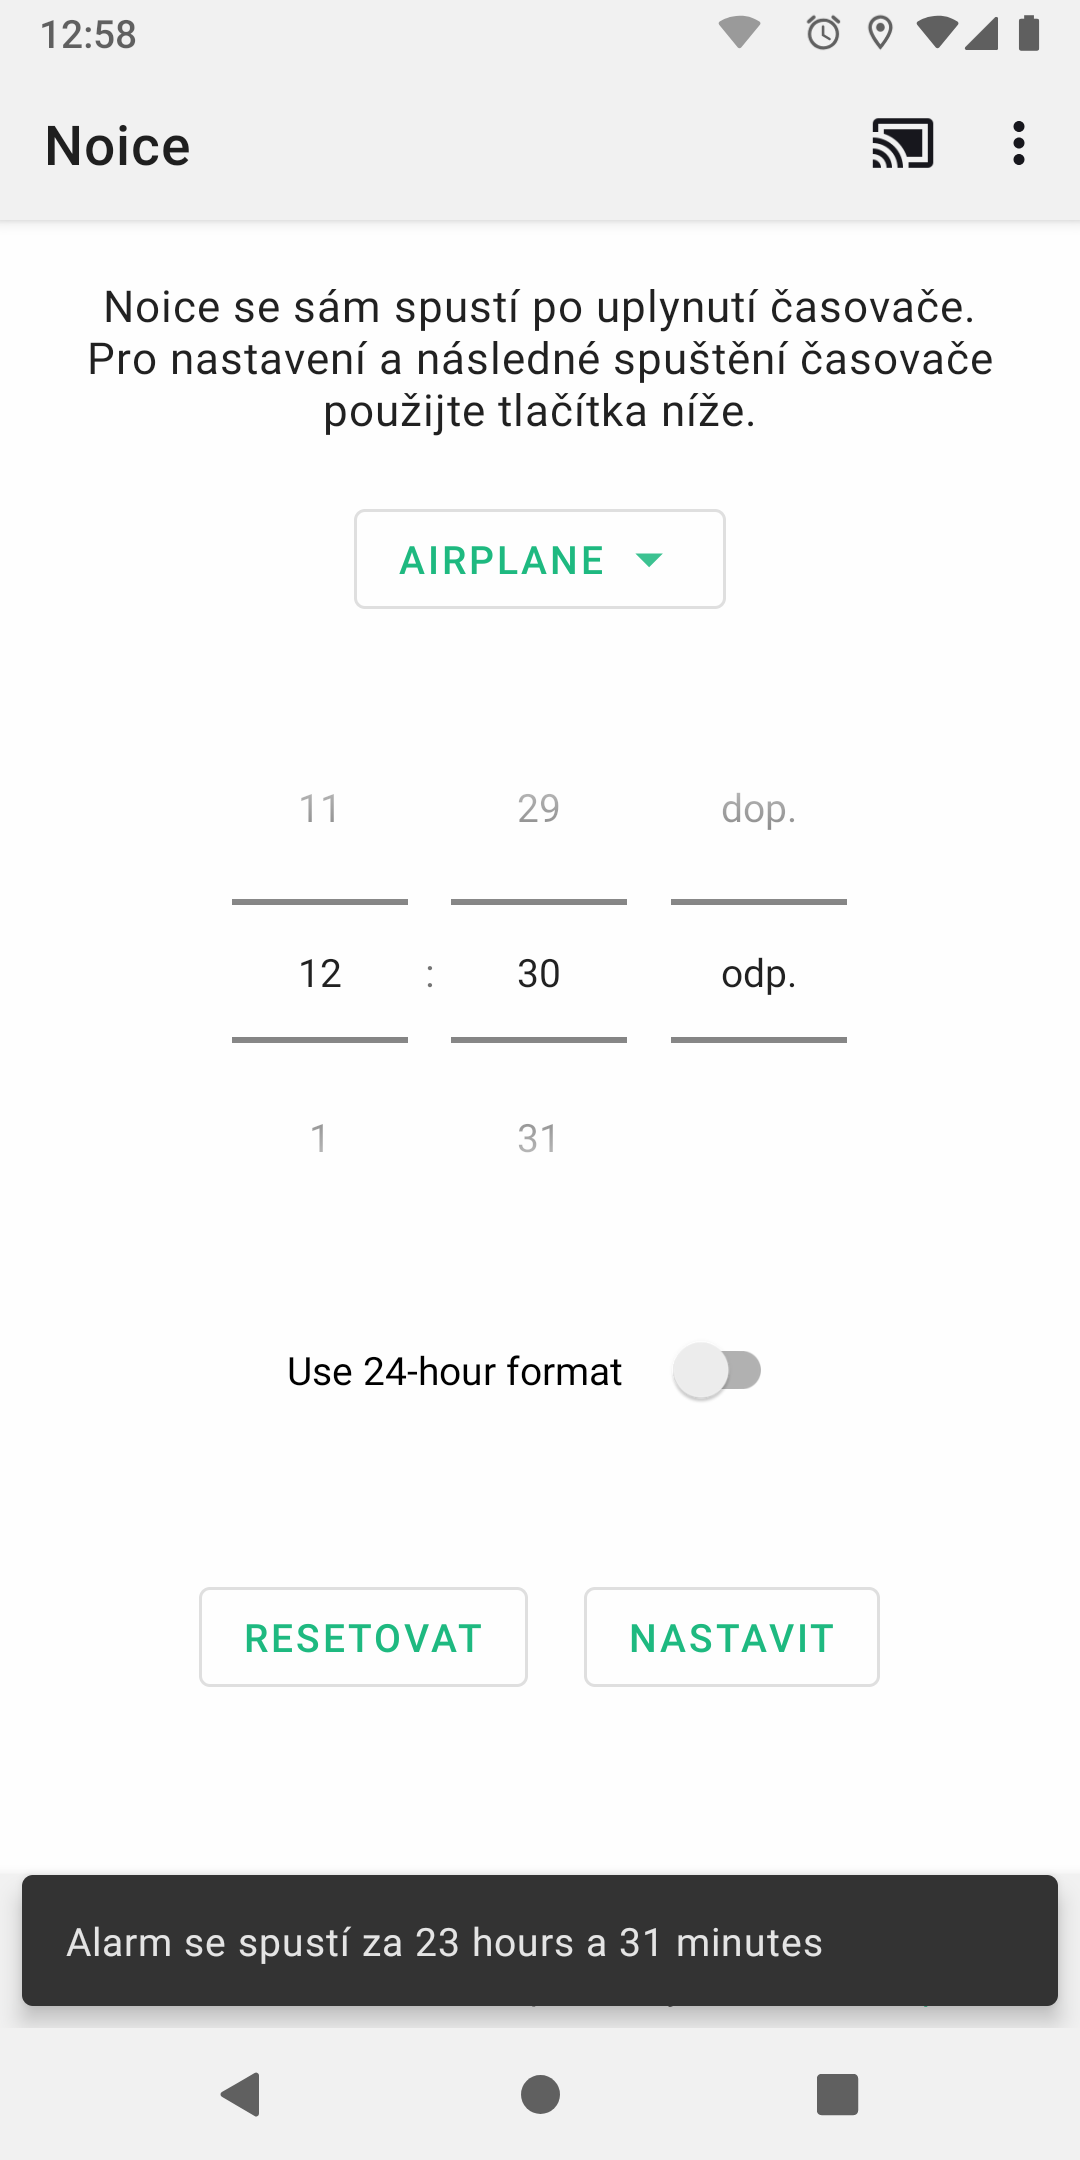 12:58
Noice
Noice se sám spustí po uplynutí časovače.
Pro nastavení a následné spuštění časovače
použijte tlačítka níže.
AIRPLANE
11 29 dop.
12 : 30 odp.
1 31
Use 24-hour format
RESETOVAT NASTAVIT
Alarm se spustí za 23 hours a 31 minutes